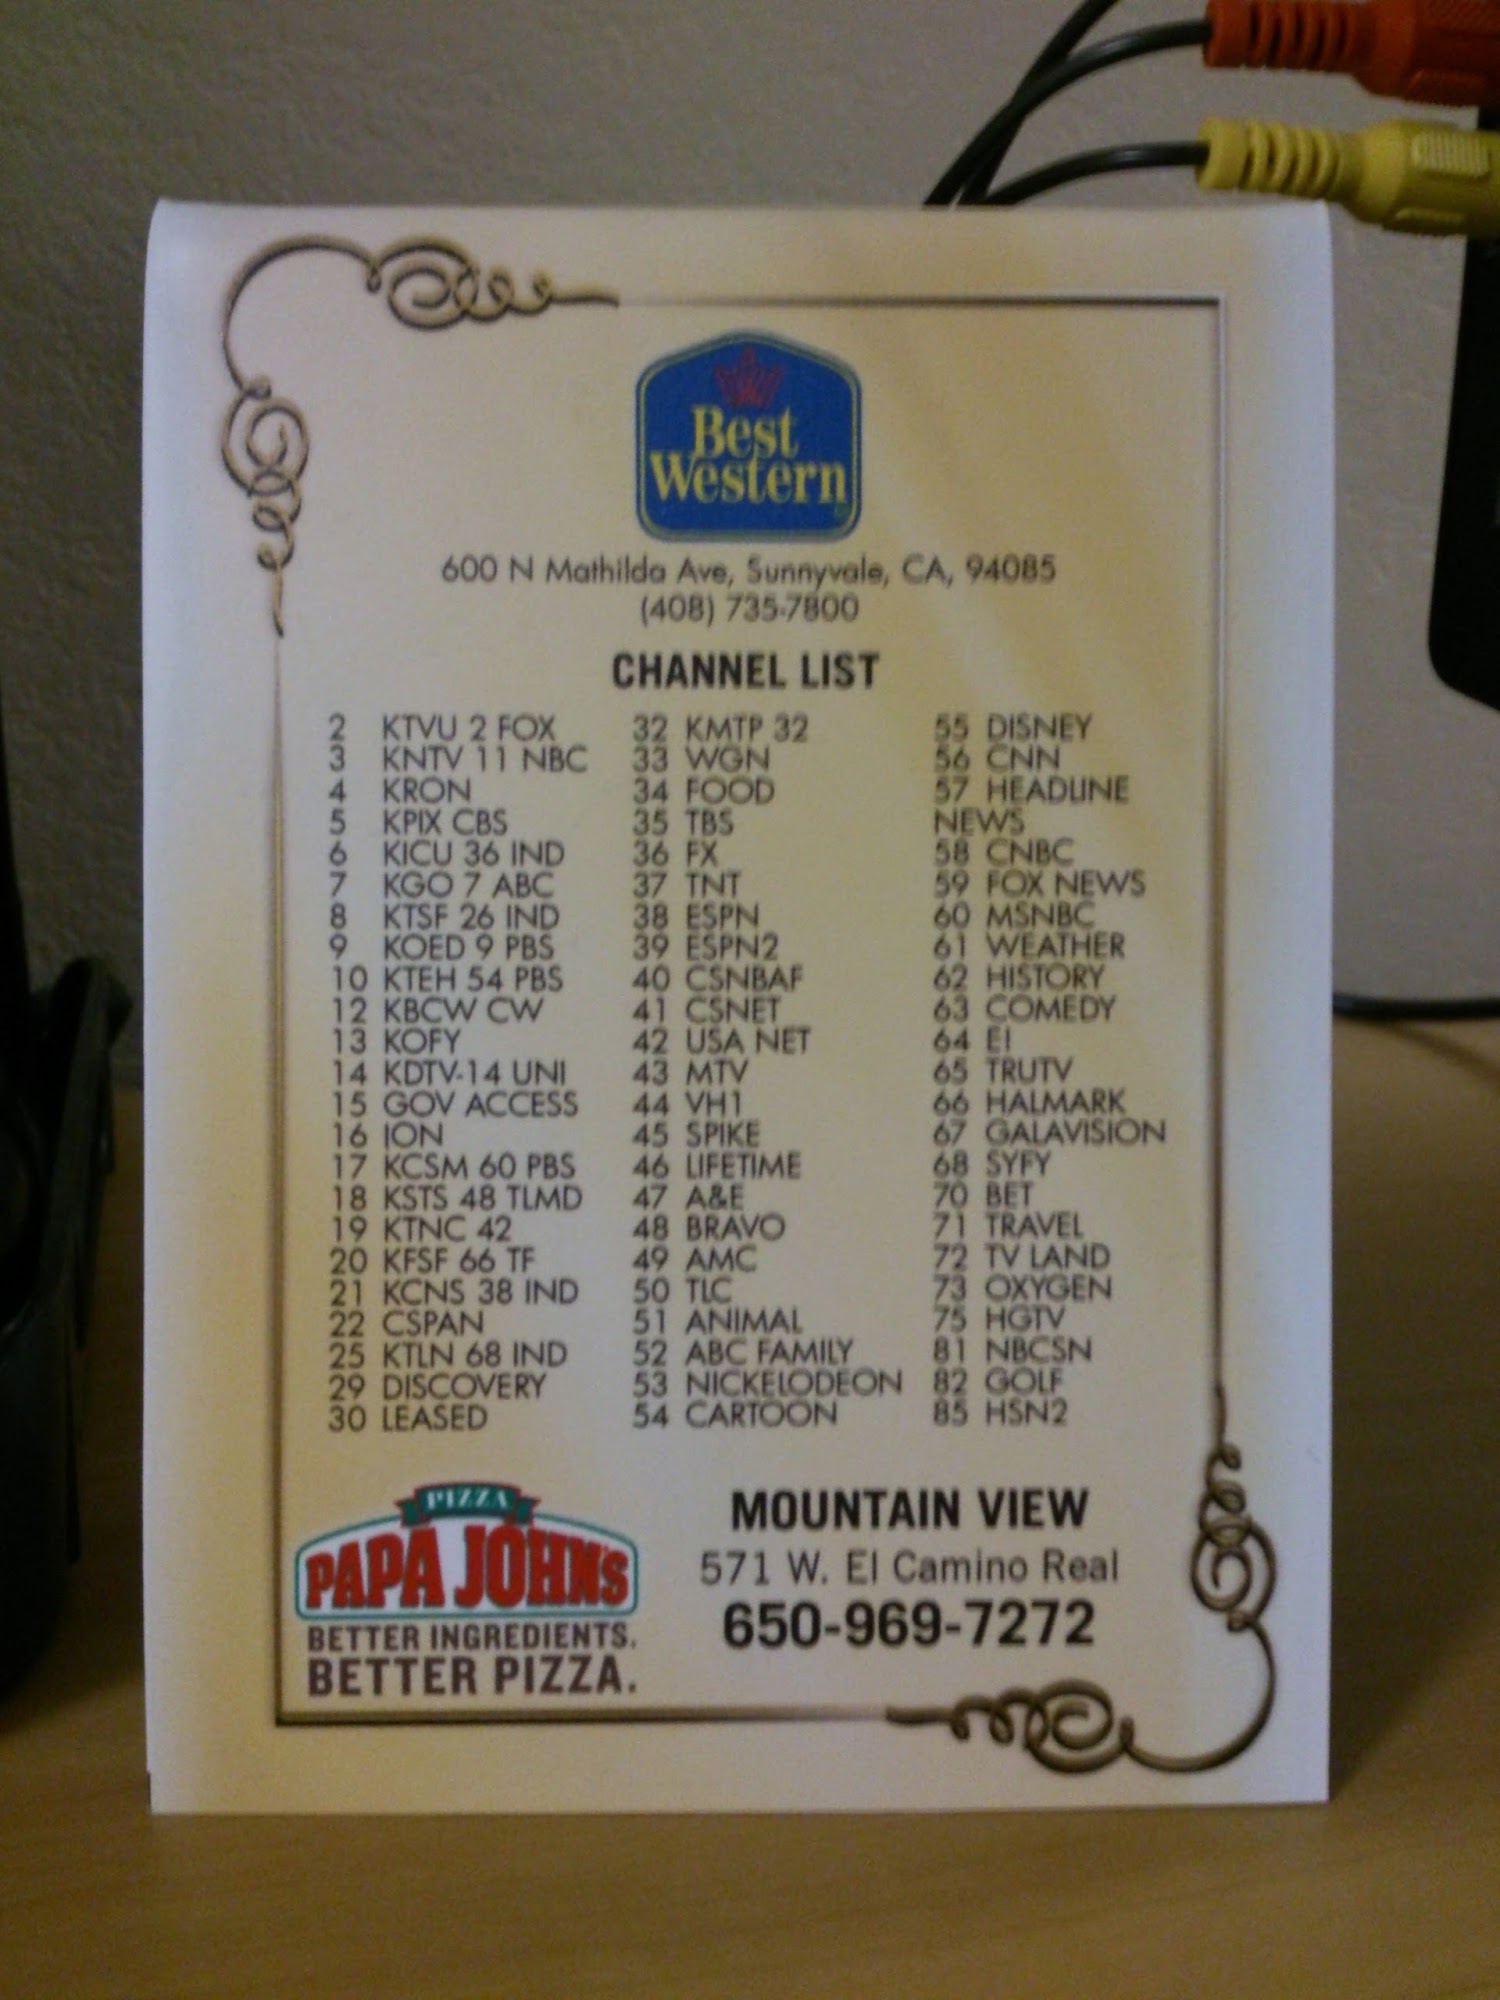 Best
Western
600 N Mathilda Ave, Sunnyvale, CA, 94085
(408) 735-7800
CHANNEL LIST
2 KTVU 2 FOX
3 KNTV 11 NBC
4 KRON
5 KPIX CBS
6 KICU 36 IND
7 KGO 7 ABC
8 KTSF 26 IND
9 KOED 9 PBS
10 KTEH 54 PBS
12 KBCW CW
13 KOFY
14 KDTV-14 UNI
15 GOV ACCESS
16 ION
17 KCSM 60 PBS
18 KSTS 48 TLMD
19 KTNC 42
20 KFSF 66 TF
21 KCNS 38 IND
22 CSPAN
25 KTLN 68 IND
29 DISCOVERY
30 LEASED
32 KMTP 32
33 WGN
34 FOOD
35 TBS
36 FX
37 TNT
38 ESPN
39 ESPN2
40 CSNBAF
41 CSNET
42 USA NET
43 MTV
44 VH1
45 SPIKE
46 LIFETIME
47 A&E
48 BRAVO
49 AMC
50 TLC
51 ANIMAL
52 ABC FAMILY
53 NICKELODEON
54 CARTOON
55 DISNEY
56 CNN
57 HEADLINE
NEWS
58 CNBC
59 FOX NEWS
60 MSNBC
61 WEATHER
62 HISTORY
63 COMEDY
64 E!
65 TRUTV
66 HALMARK
67 GALAVISION
68 SYFY
70 BET
71 TRAVEL
72 TV LAND
73 OXYGEN
75 HGTV
81 NBCSN
82 GOLF
85 HSN2
PIZZA
PAPA JOHN'S
BETTER INGREDIENTS.
BETTER PIZZA.
MOUNTAIN VIEW
571 W. El Camino Real
650-969-7272